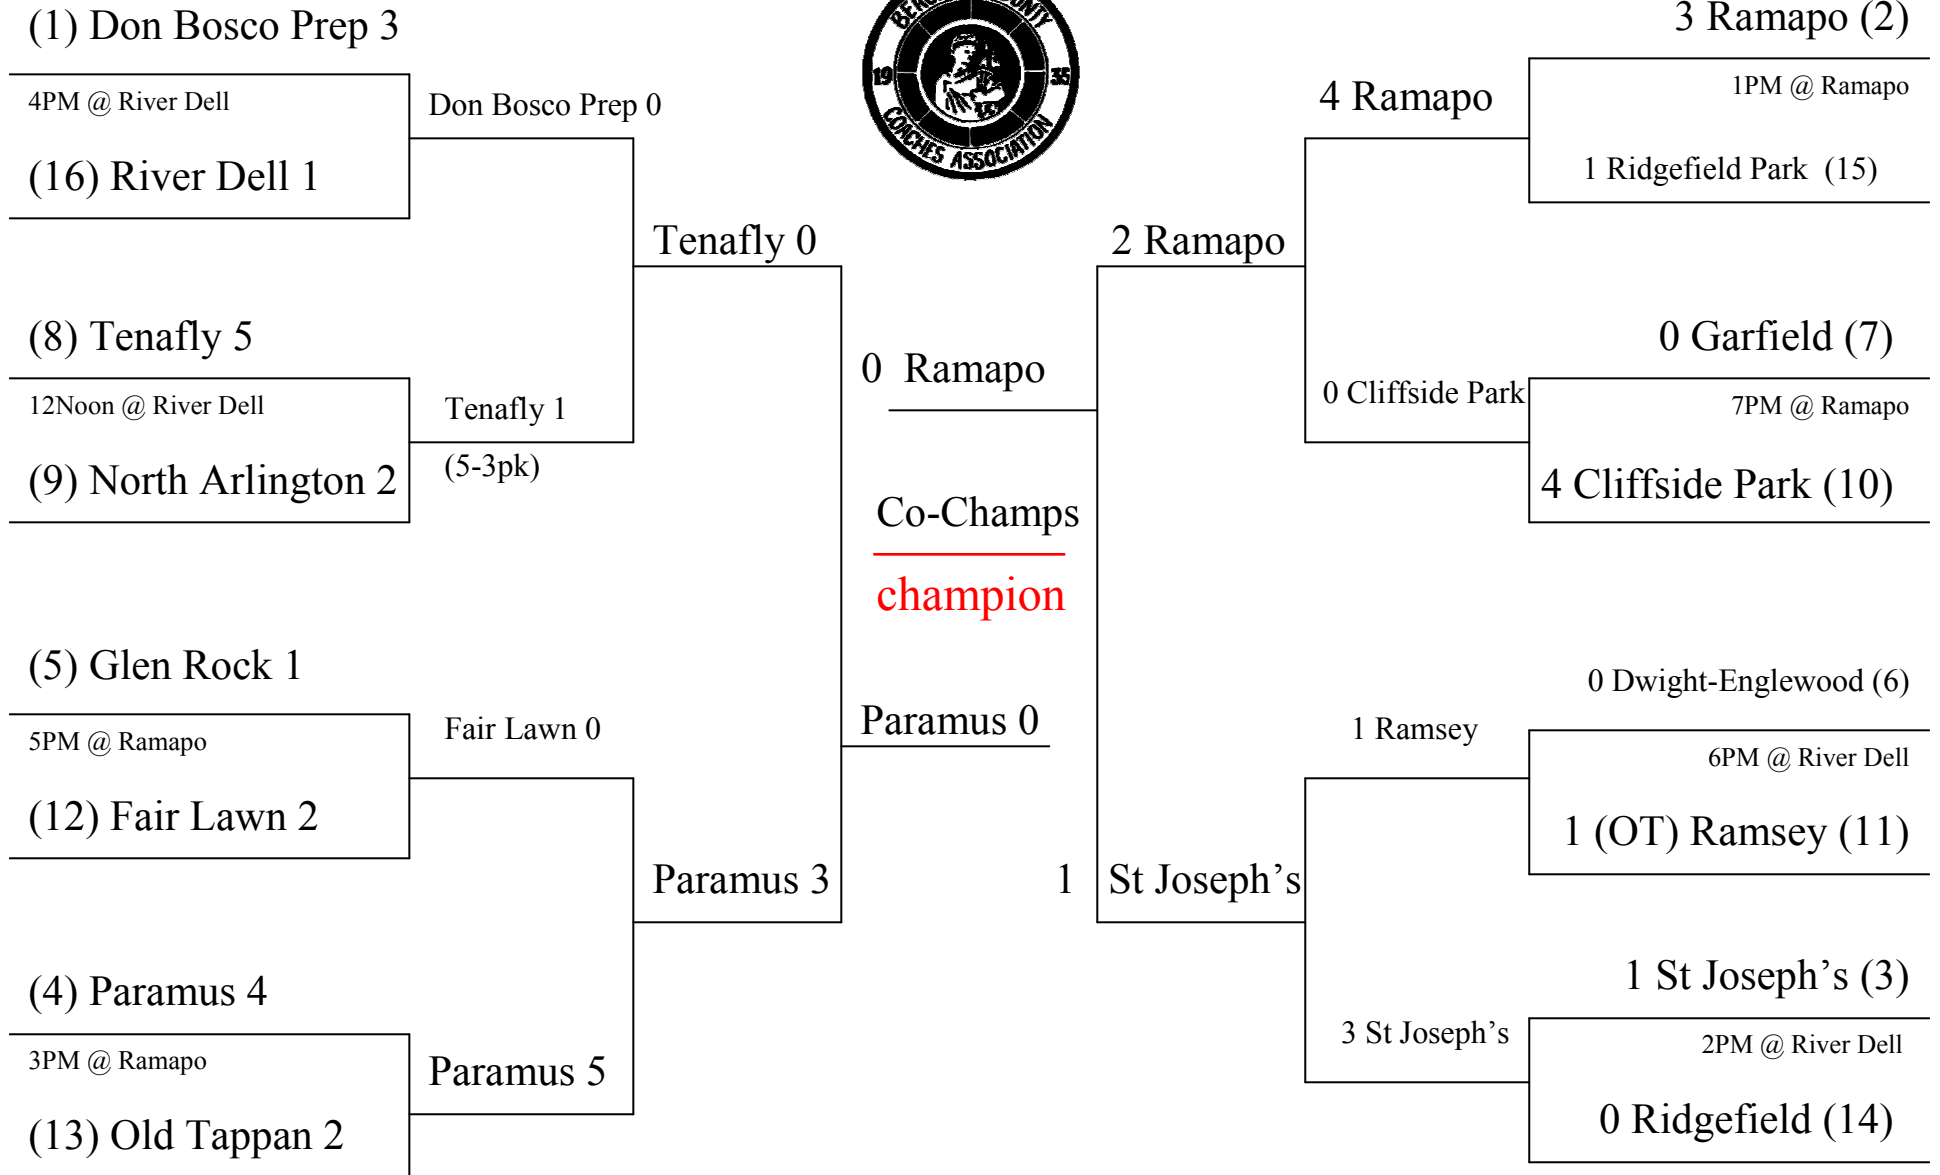 (1) Don Bosco Prep 3
4PM @ River Dell
(16) River Dell 1
Don Bosco Prep 0
(8) Tenafly 5
12Noon @ River Dell
(9) North Arlington 2
Tenafly 1
(5-3pk)
Tenafly 0
(5) Glen Rock 1
5PM @ Ramapo
(12) Fair Lawn 2
Fair Lawn 0
(4) Paramus 4
3PM @ Ramapo
(13) Old Tappan 2
Paramus 5
Paramus 3
19 35
COACHES ASSOCIATION
0 Ramapo
Co-Champs
champion
Paramus 0
3 Ramapo (2)
1PM @ Ramapo
1 Ridgefield Park (15)
4 Ramapo
2 Ramapo
0 Garfield (7)
7PM @ Ramapo
4 Cliffside Park (10)
0 Cliffside Park
0 Dwight-Englewood (6)
6PM @ River Dell
1 (OT) Ramsey (11)
1 Ramsey
1 St Joseph’s
1 St Joseph’s (3)
2PM @ River Dell
0 Ridgefield (14)
3 St Joseph’s